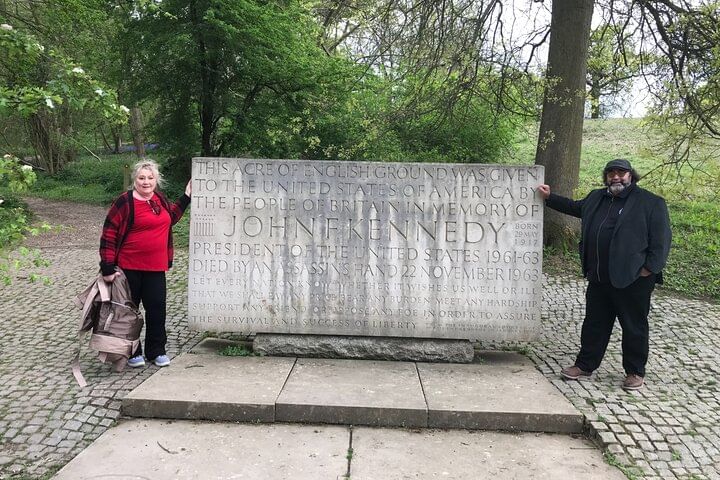 THIS ACRE OF ENGLISH GROUND WAS GIVEN
TO THE UNITED STATES OF AMERICA BY
THE PEOPLE OF BRITAIN IN MEMORY OF
JOHN F. KENNEDY
BORN
29 MAY
1917
PRESIDENT OF THE UNITED STATES 1961-63
DIED BY AN ASSASSIN'S HAND 22 NOVEMBER 1963
LET EVERY NATION KNOW WHETHER IT WISHES US WELL OR ILL
THAT WE SHALL PAY ANY PRICE BEAR ANY BURDEN MEET ANY HARDSHIP
SUPPORT ANY FRIEND OR OPPOSE ANY FOE IN ORDER TO ASSURE
THE SURVIVAL AND SUCCESS OF LIBERTY